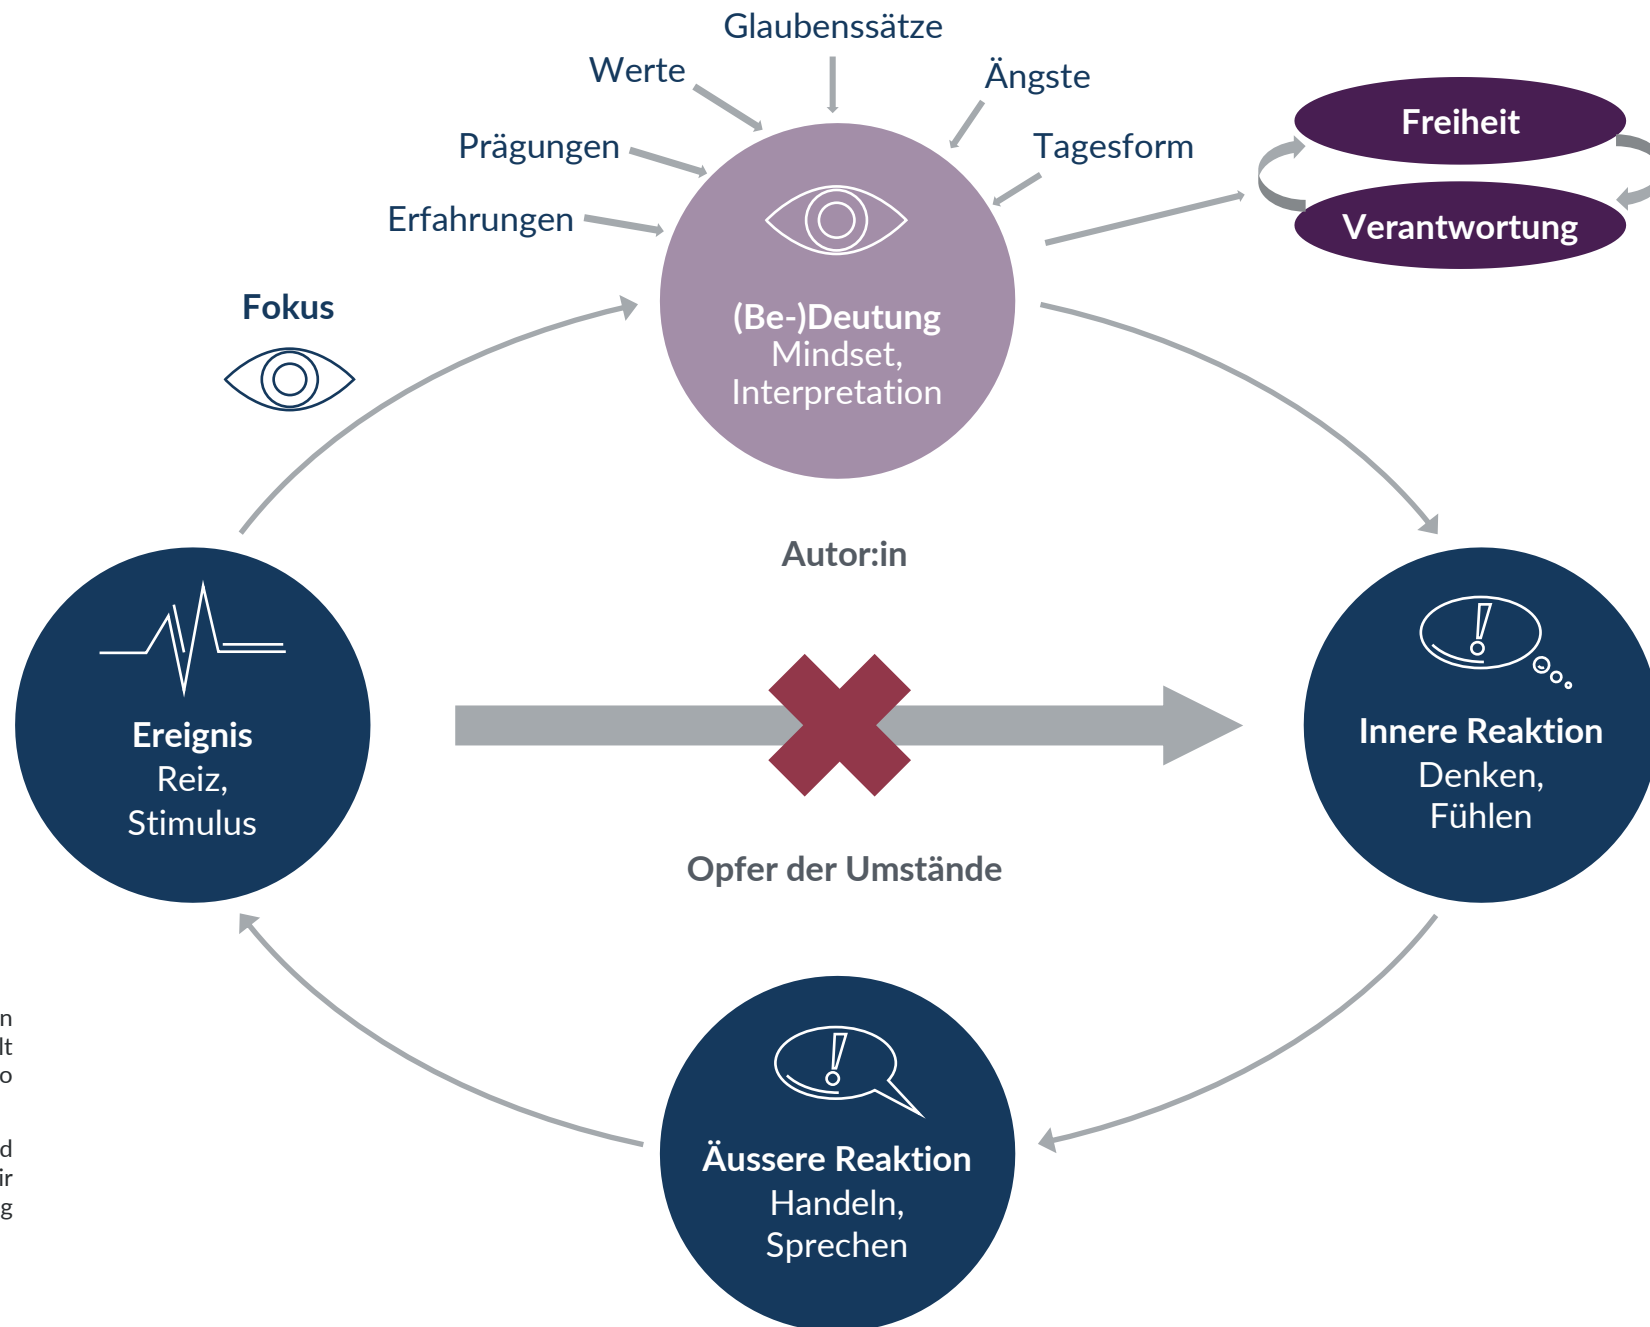 Glaubenssätze
Werte
Ängste
Prägungen
Tagesform
Erfahrungen
Freiheit
Verantwortung
Fokus
(Be-)Deutung
Mindset,
Interpretation
Autor:in
Ereignis
Reiz,
Stimulus
Innere Reaktion
Denken,
Fühlen
Opfer der Umstände
Äussere Reaktion
Handeln,
Sprechen